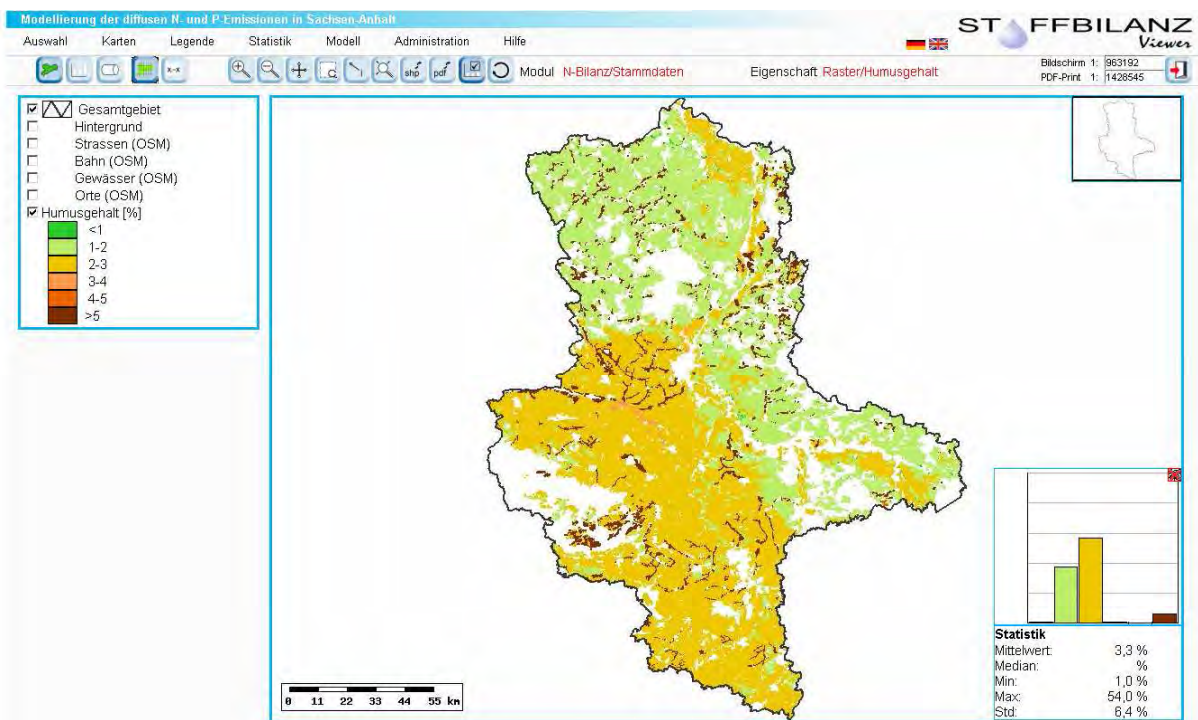 Modellierung der diffusen N- und P-Emissionen in Sachsen-Anhalt
STOFFBILANZ
Viewer
Auswahl Karten Legende Statistik Modell Administration Hilfe
x-x shp pdf i Modul N-Bilanz/Stammdaten Eigenschaft Raster/Humusgehalt
Bildschirm 1: 963192
PDF-Print 1: 1428545
Gesamtgebiet
Hintergrund
Strassen (OSM)
Bahn (OSM)
Gewässer (OSM)
Orte (OSM)
Humusgehalt [%]
<1
1-2
2-3
3-4
4-5
>5
0 11 22 33 44 55 km
Statistik
Mittelwert: 3,3 %
Median: %
Min: 1,0 %
Max: 54,0 %
Std: 6,4 %